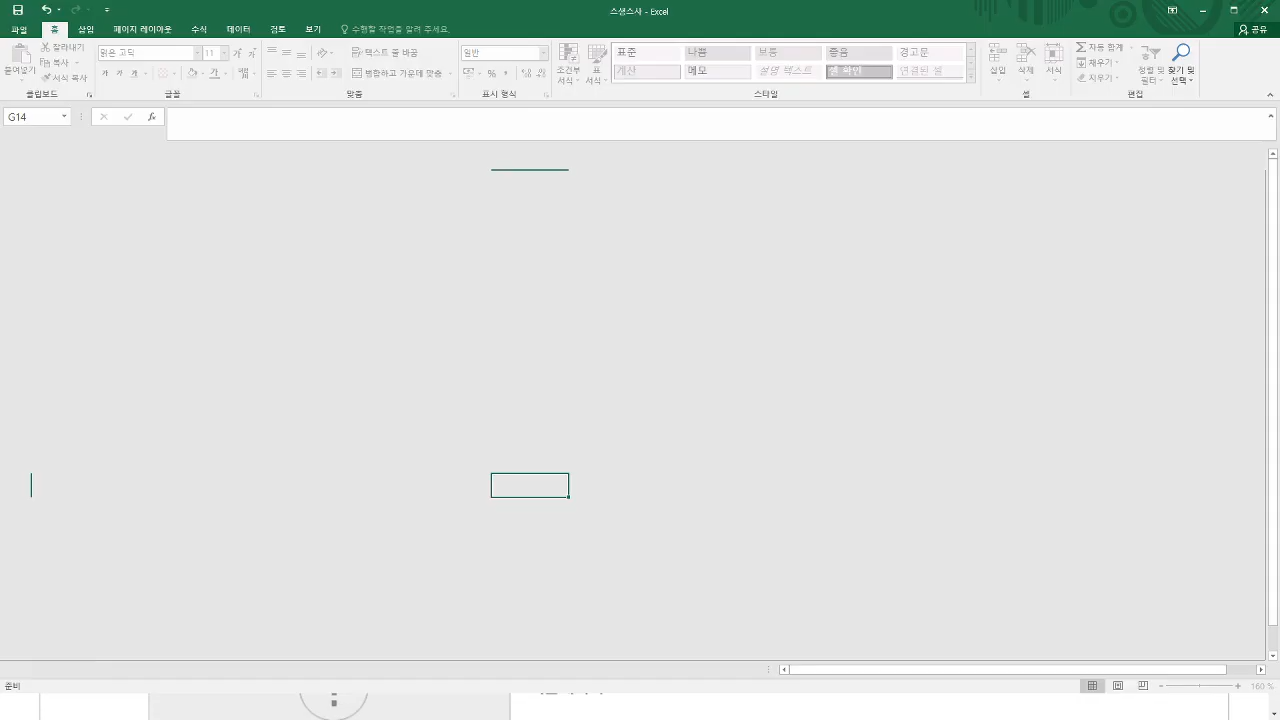 스샘스사 - Excel
파일 홈 삽입 페이지 레이아웃 수식 데이터 검토 보기 수행할 작업을 알려 주세요. 공유
붙여넣기 잘라내기 복사 서식 맑은 고딕 11 텍스트 줄 바꿈 병합하고 가운데 맞춤 일반 조건부 서식 표 서식 표준 나쁨 보통 좋음 경고문
계산 메모 설명 텍스트 셀 확인 연결된 셀 삽입 삭제 서식 자동 합계 채우기 지우기 정렬 및 필터 찾기 및 선택
클립보드 글꼴 맞춤 표시 형식 스타일 셀 편집
G14 fx
준비 160 %